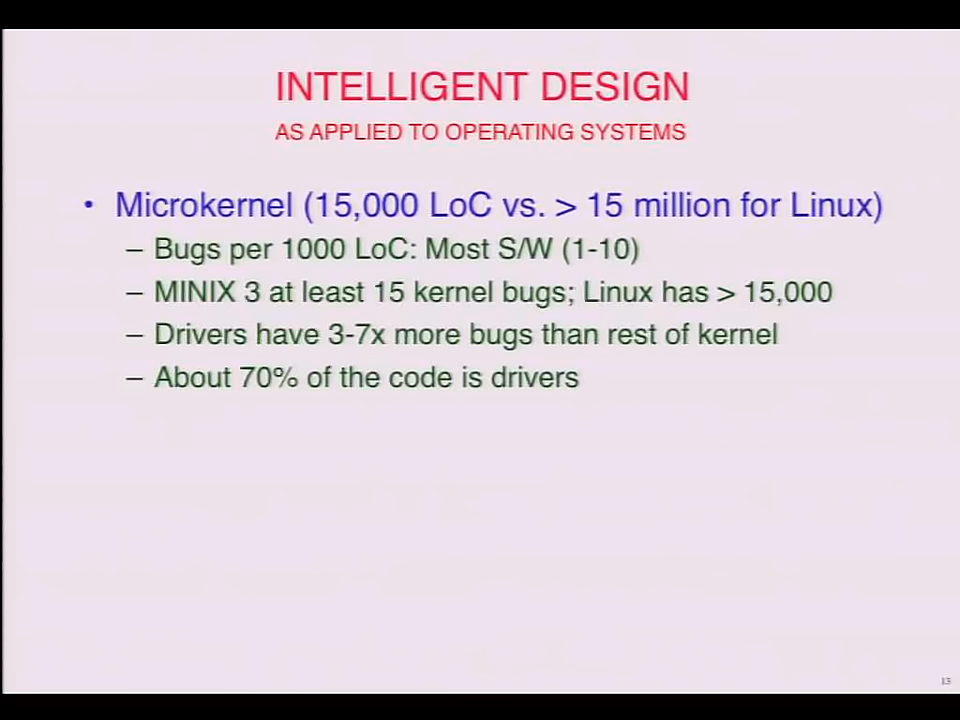 INTELLIGENT DESIGN
AS APPLIED TO OPERATING SYSTEMS
• Microkernel (15,000 LoC vs. > 15 million for Linux)
– Bugs per 1000 LoC: Most S/W (1-10)
– MINIX 3 at least 15 kernel bugs; Linux has > 15,000
– Drivers have 3-7x more bugs than rest of kernel
– About 70% of the code is drivers
13